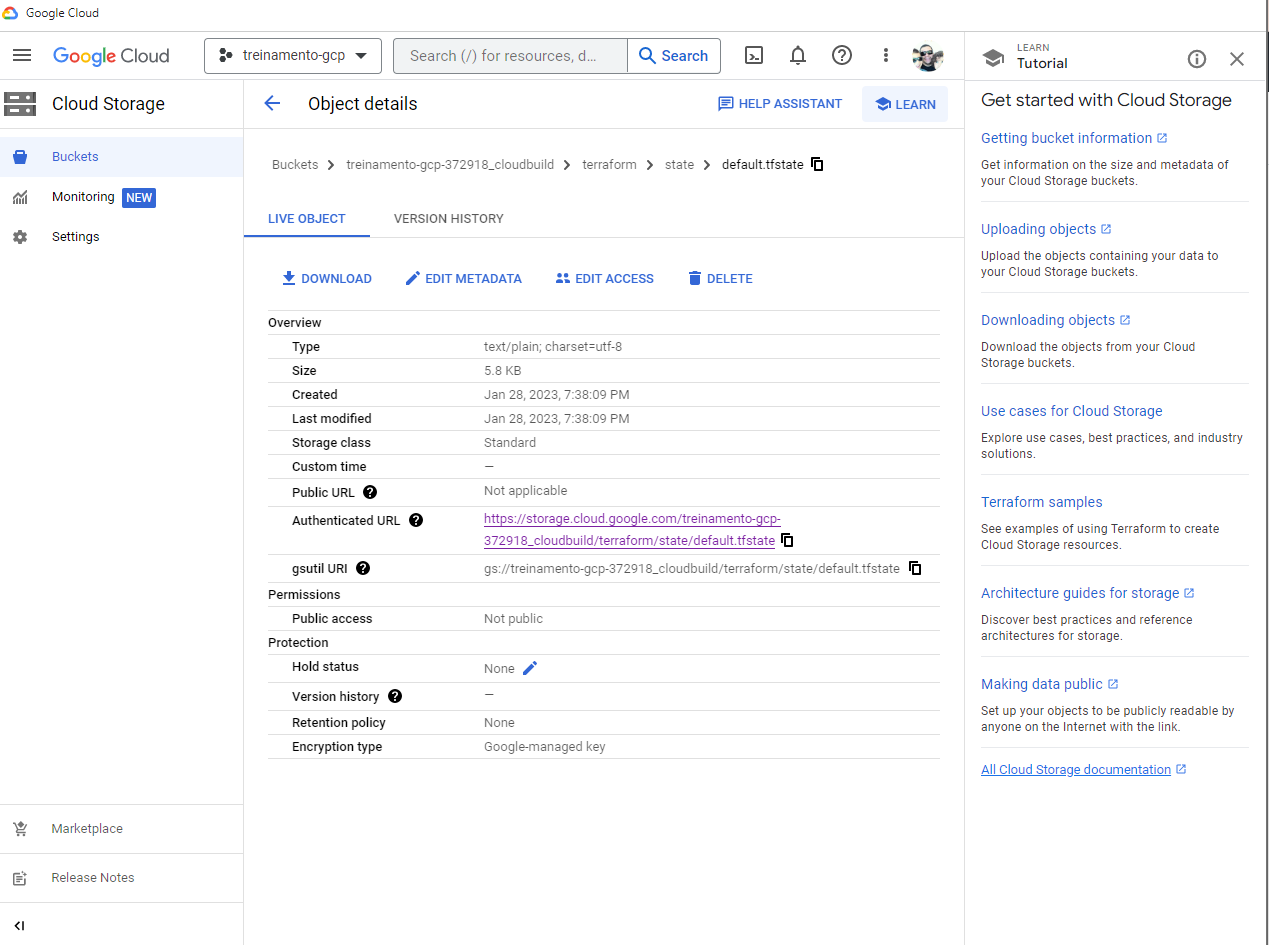 Google Cloud
Google Cloud
treinamento-gcp
Search (/) for resources, d...
Search
LEARN
Tutorial
Cloud Storage
Buckets
Monitoring NEW
Settings
Marketplace
Release Notes
Object details
HELP ASSISTANT
LEARN
Buckets > treinamento-gcp-372918_cloudbuild > terraform > state > default.tfstate
LIVE OBJECT
VERSION HISTORY
DOWNLOAD
EDIT METADATA
EDIT ACCESS
DELETE
Overview
Type text/plain; charset=utf-8
Size 5.8 KB
Created Jan 28, 2023, 7:38:09 PM
Last modified Jan 28, 2023, 7:38:09 PM
Storage class Standard
Custom time —
Public URL Not applicable
Authenticated URL https://storage.cloud.google.com/treinamento-gcp-
372918_cloudbuild/terraform/state/default.tfstate
gsutil URI gs://treinamento-gcp-372918_cloudbuild/terraform/state/default.tfstate
Permissions
Public access Not public
Protection
Hold status None
Version history —
Retention policy None
Encryption type Google-managed key
Get started with Cloud Storage
Getting bucket information
Get information on the size and metadata of
your Cloud Storage buckets.
Uploading objects
Upload the objects containing your data to
your Cloud Storage buckets.
Downloading objects
Download the objects from your Cloud
Storage buckets.
Use cases for Cloud Storage
Explore use cases, best practices, and industry
solutions.
Terraform samples
See examples of using Terraform to create
Cloud Storage resources.
Architecture guides for storage
Discover best practices and reference
architectures for storage.
Making data public
Set up your objects to be publicly readable by
anyone on the Internet with the link.
All Cloud Storage documentation